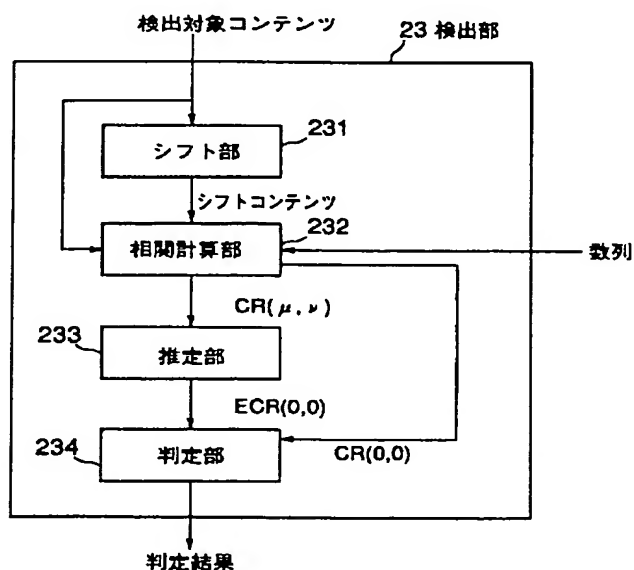 検出対象コンテンツ
23 検出部
231
シフト部
シフトコンテンツ
232
相関計算部
数列
CR(μ,ν)
233
推定部
ECR(0,0)
234
判定部
CR(0,0)
判定結果